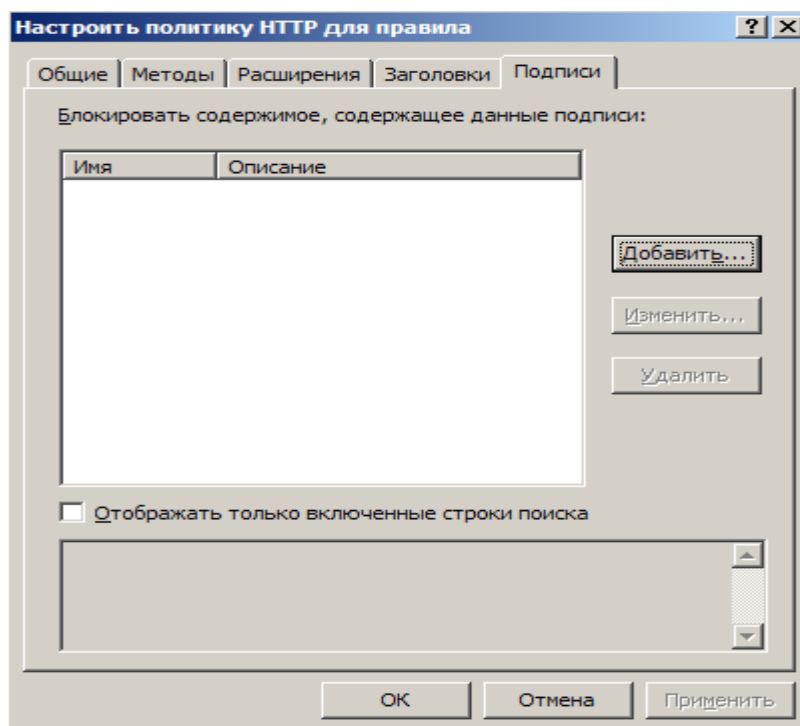 Настроить политику HTTP для правила
Общие Методы Расширения Заголовки Подписи
Блокировать содержимое, содержащее данные подписи:
Имя Описание
Добавить...
Изменить...
Удалить
Отображать только включенные строки поиска
OK Отмена Применить